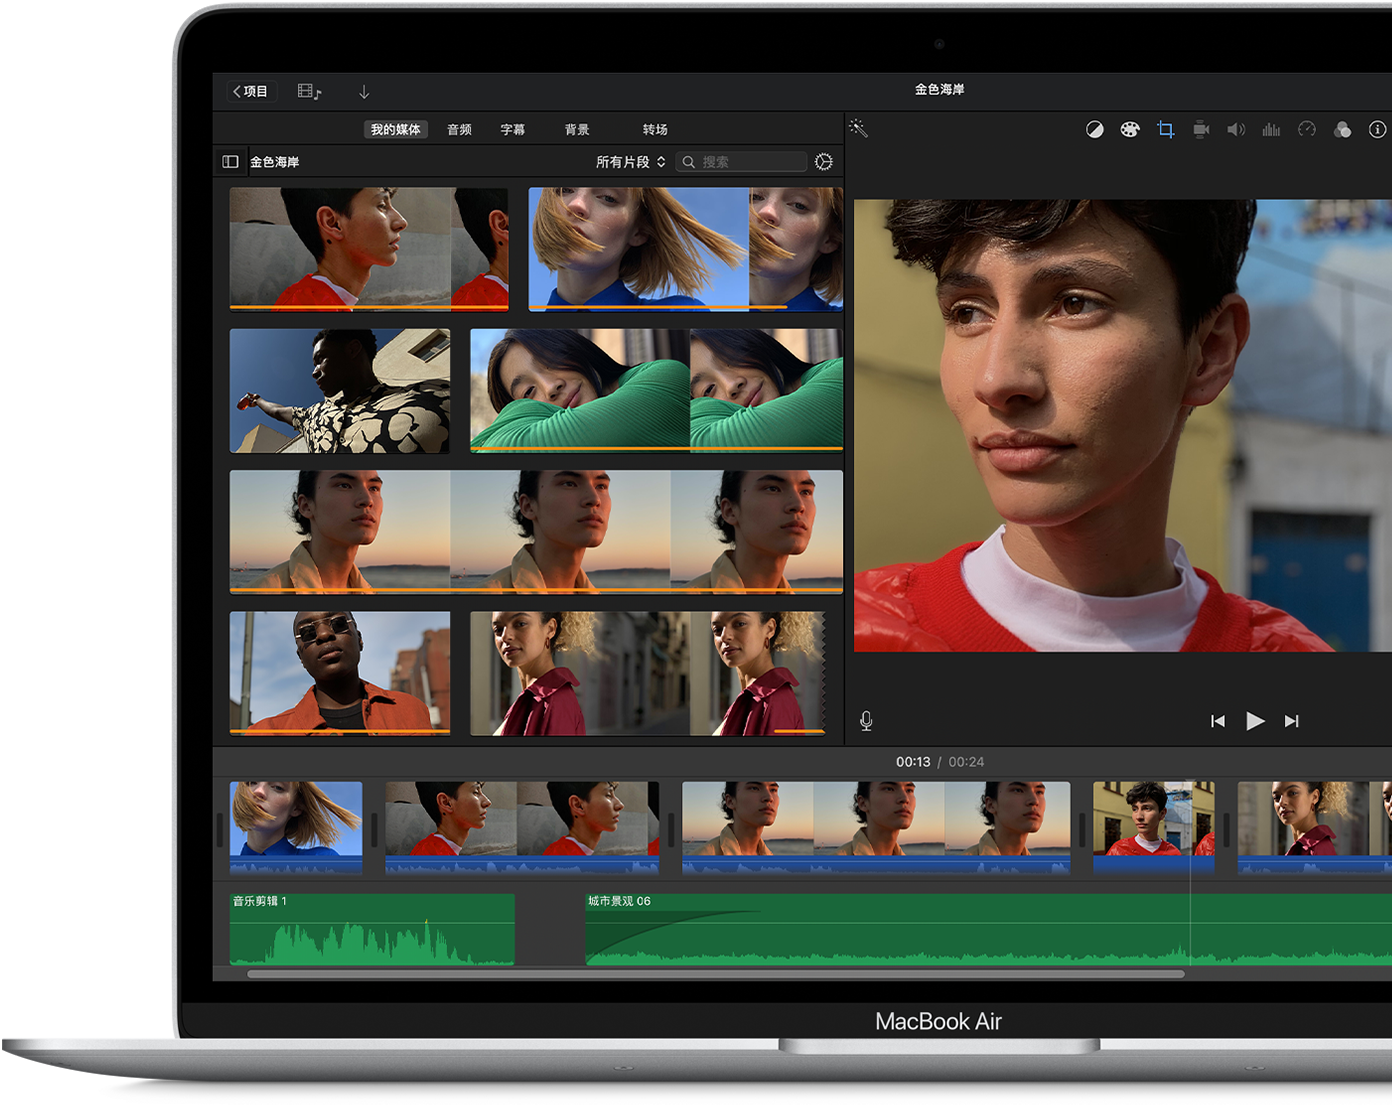 项目
金色海岸
我的媒体 音频 字幕 背景 转场
金色海岸 所有片段 搜索
00:13 / 00:24
音乐剪辑 1
城市景观 06
MacBook Air